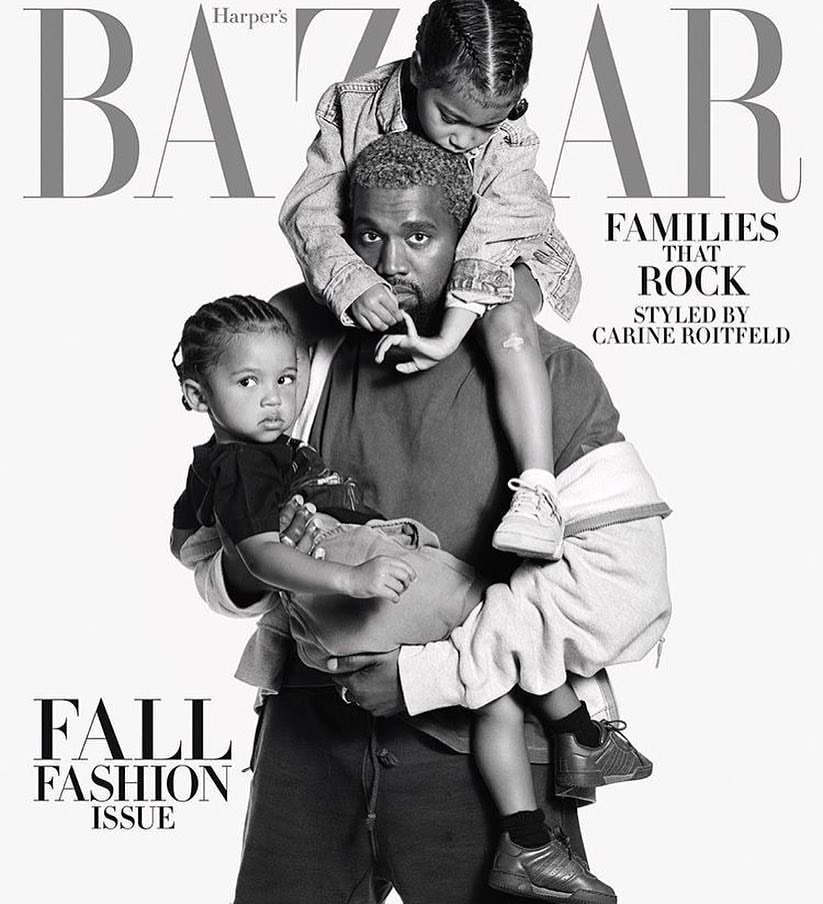 Harper's
BAZAAR
FAMILIES
THAT
ROCK
STYLED BY
CARINE ROITFELD
FALL
FASHION
ISSUE